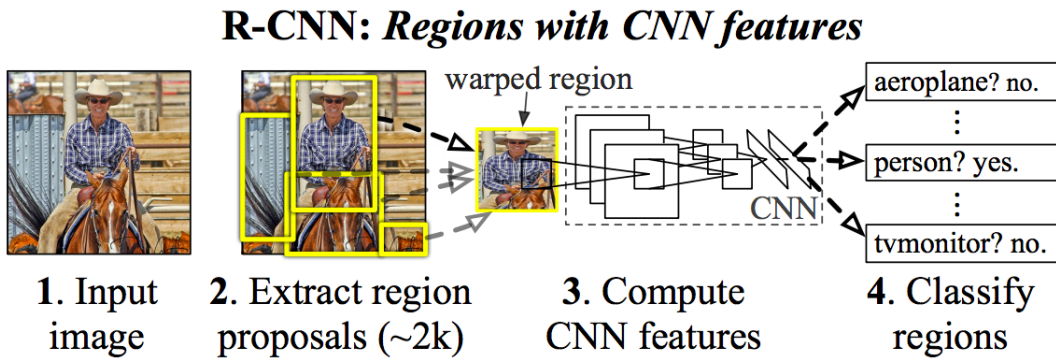 R-CNN: Regions with CNN features
warped region
aeroplane? no.
⋮
person? yes.
⋮
tvmonitor? no.
CNN
1. Input
image
2. Extract region
proposals (~2k)
3. Compute
CNN features
4. Classify
regions